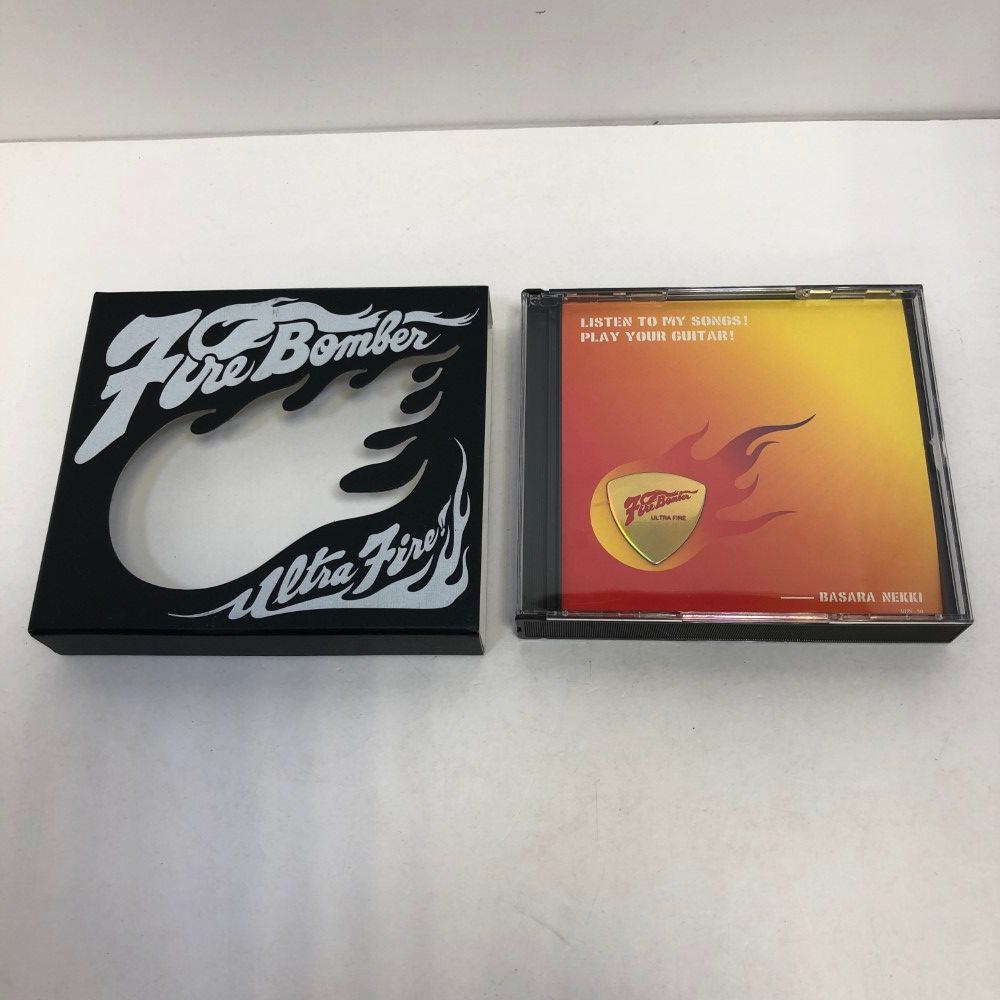 Fire Bomber
Ultra Fire!!
LISTEN TO MY SONGS!
PLAY YOUR GUITAR!
Fire Bomber
ULTRA FIRE
BASARA NEKKI